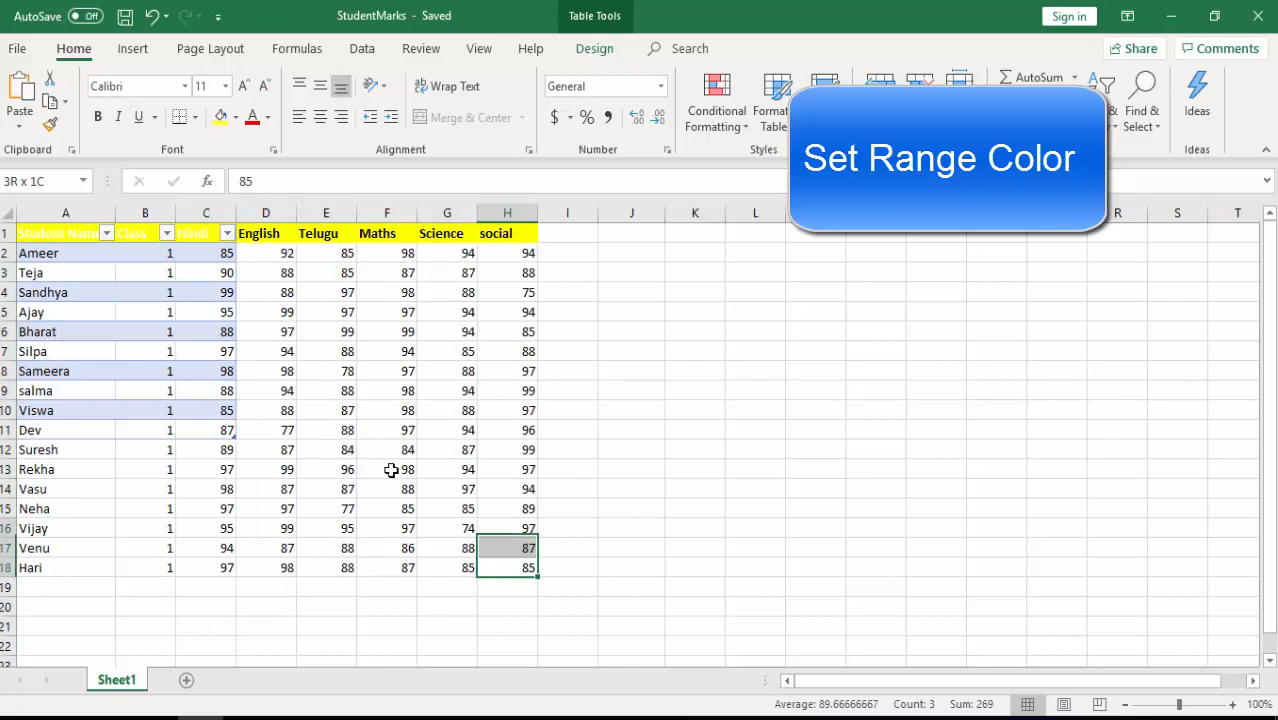 AutoSave Off StudentMarks - Saved Table Tools Sign in
File Home Insert Page Layout Formulas Data Review View Help Design Search Share Comments
Paste Calibri 11 A A Wrap Text General Conditional Formatting AutoSum Find & Select Ideas
B I U A Merge & Center $ % ,
Clipboard Font Alignment Number Styles Ideas
Set Range Color
3R x 1C fx 85
A B C D E F G H I J K L R S T
1 Student Name Class Hindi English Telugu Maths Science social
2 Ameer 1 85 92 85 98 94 94
3 Teja 1 90 88 85 87 87 88
4 Sandhya 1 99 88 97 98 88 75
5 Ajay 1 95 99 97 97 94 94
6 Bharat 1 88 97 99 99 94 85
7 Silpa 1 97 94 88 94 85 88
8 Sameera 1 98 98 78 97 88 97
9 salma 1 88 94 88 98 94 99
10 Viswa 1 85 88 87 98 88 97
11 Dev 1 87 77 88 97 94 96
12 Suresh 1 89 87 84 84 87 99
13 Rekha 1 97 99 96 98 94 97
14 Vasu 1 98 87 87 88 97 94
15 Neha 1 97 97 77 85 85 89
16 Vijay 1 95 99 95 97 74 97
17 Venu 1 94 87 88 86 88 87
18 Hari 1 97 98 88 87 85 85
19
20
21
22
23
Sheet1
Average: 89.66666667 Count: 3 Sum: 269 100%